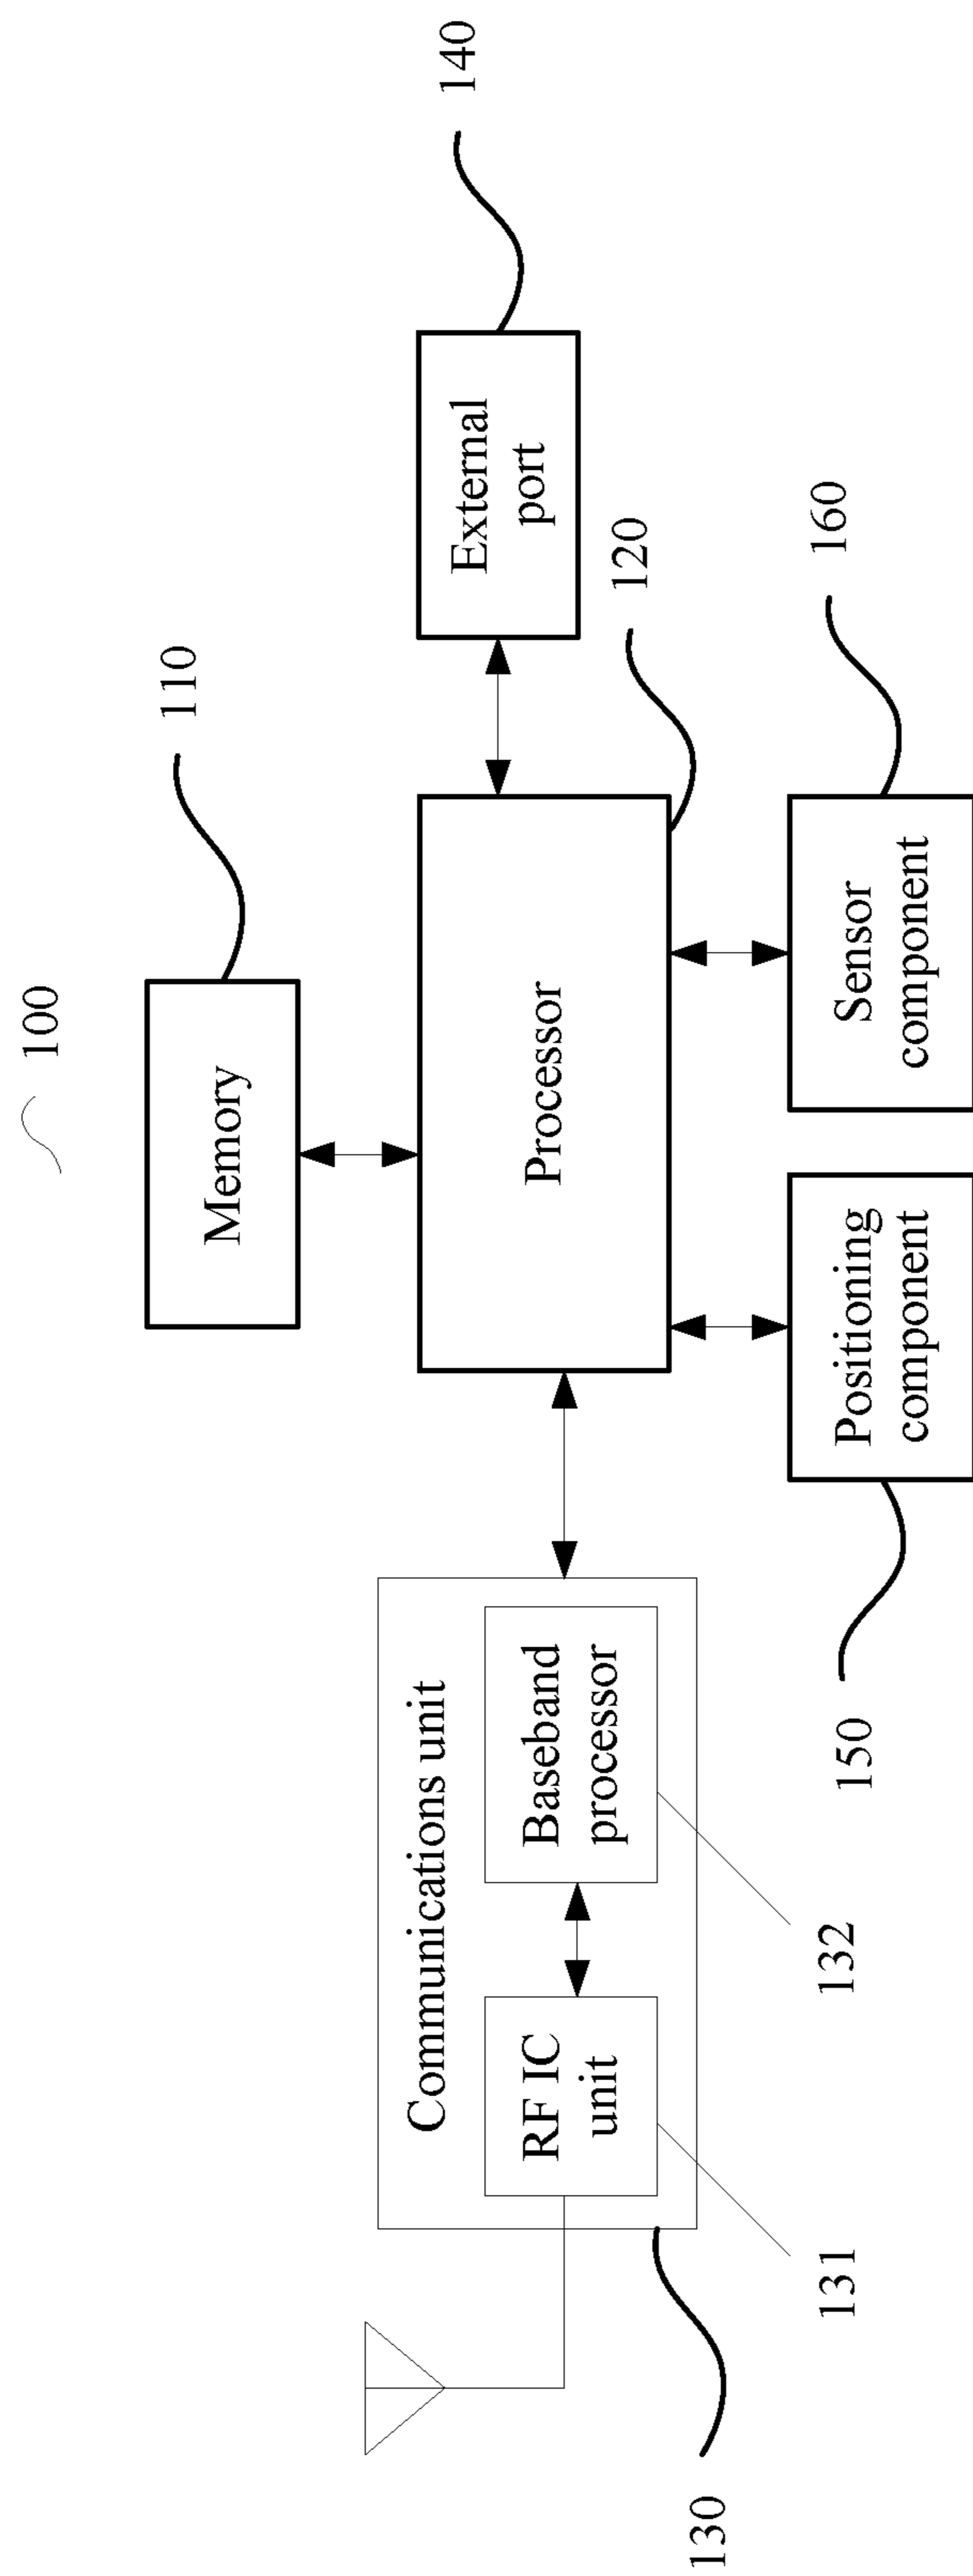 100
110
Memory
140
External
port
Communications unit
RF IC
unit
Baseband
processor
Processor
120
130
131
132
150
Positioning
component
Sensor
component
160